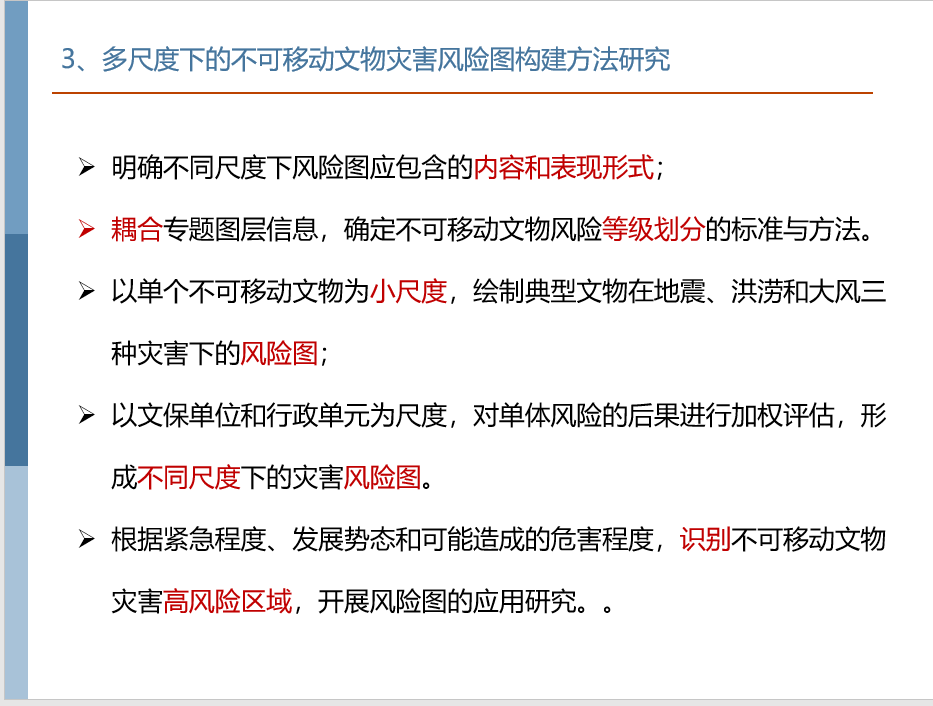 3、多尺度下的不可移动文物灾害风险图构建方法研究
➢ 明确不同尺度下风险图应包含的内容和表现形式；
➢ 耦合专题图层信息，确定不可移动文物风险等级划分的标准与方法。
➢ 以单个不可移动文物为小尺度，绘制典型文物在地震、洪涝和大风三
种灾害下的风险图；
➢ 以文保单位和行政单元为尺度，对单体风险的后果进行加权评估，形
成不同尺度下的灾害风险图。
➢ 根据紧急程度、发展势态和可能造成的危害程度，识别不可移动文物
灾害高风险区域，开展风险图的应用研究。。